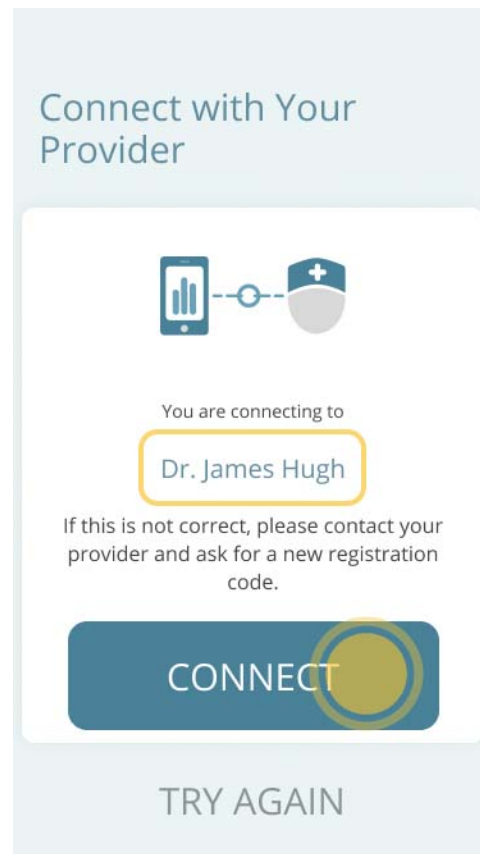 Connect with Your
Provider
You are connecting to
Dr. James Hugh
If this is not correct, please contact your
provider and ask for a new registration
code.
CONNECT
TRY AGAIN